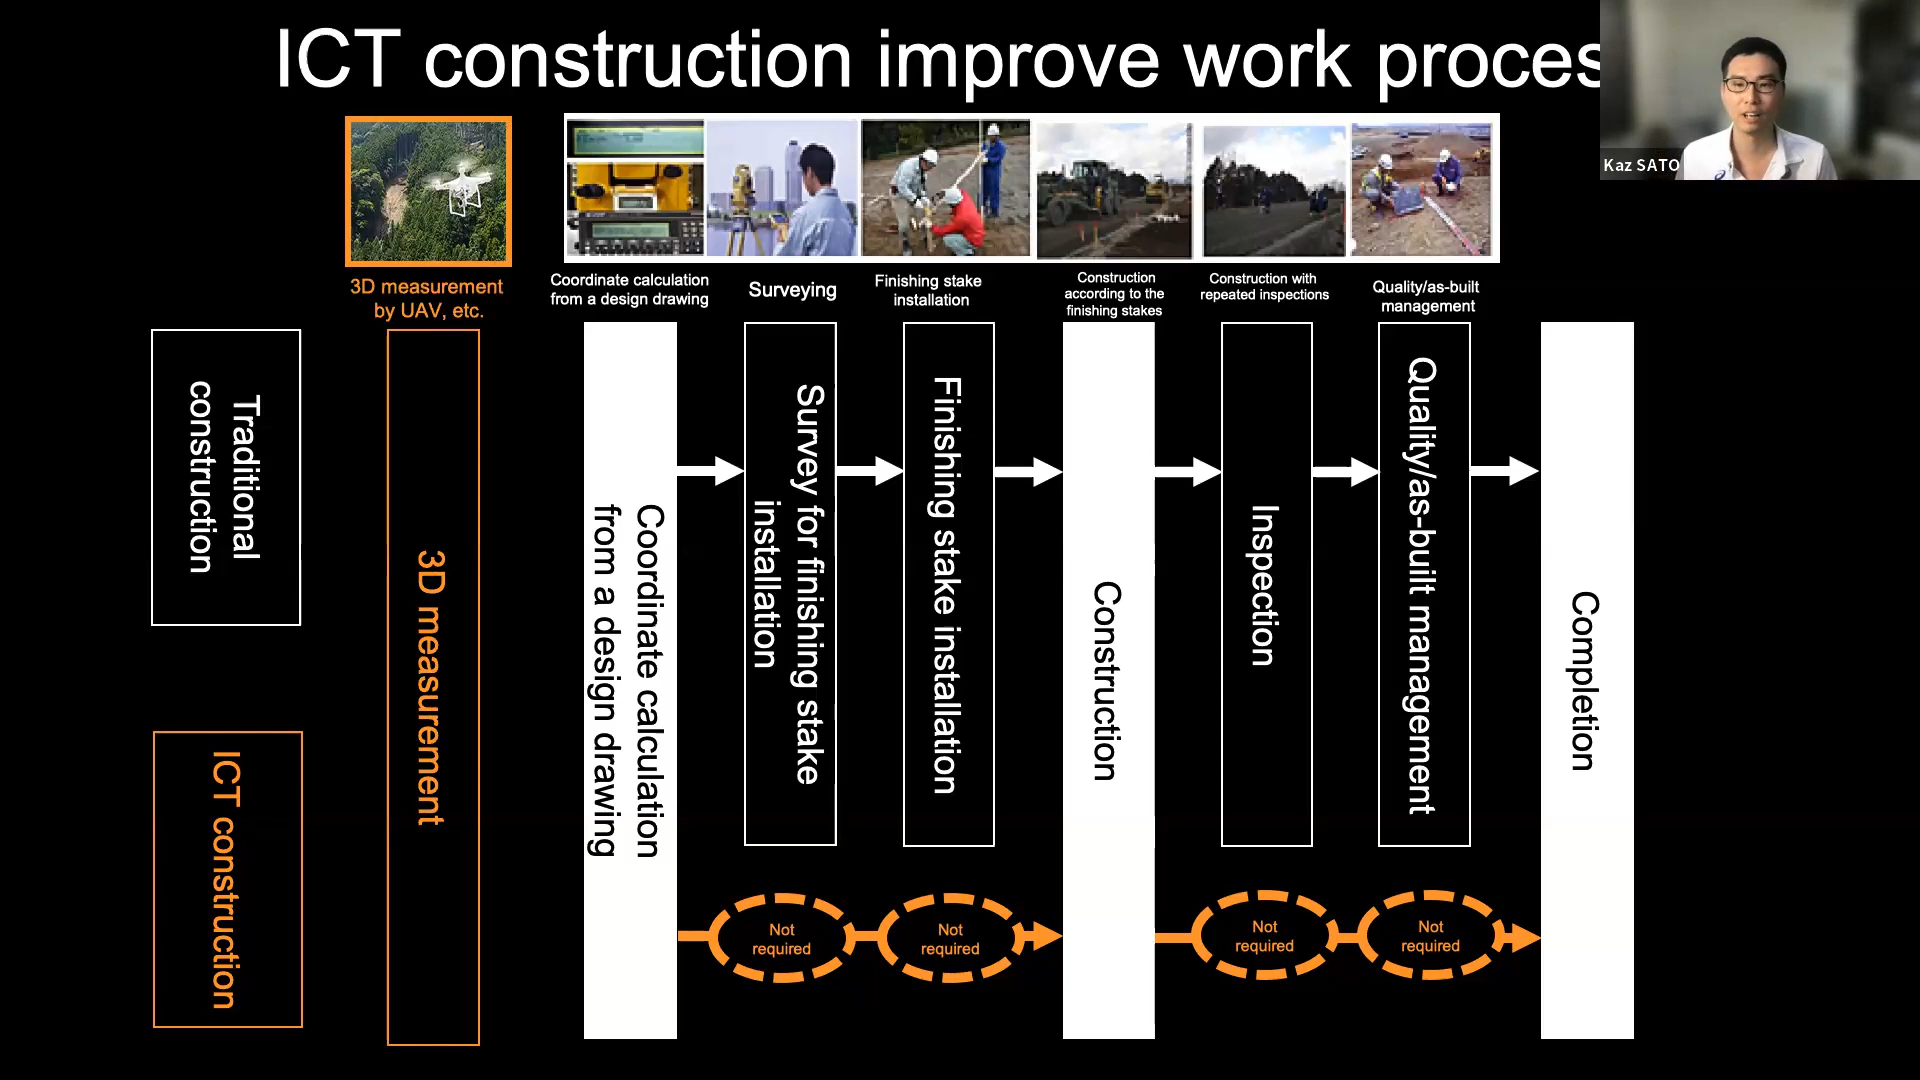 ICT construction improve work proces
Kaz SATO
3D measurement
by UAV, etc.
Coordinate calculation
from a design drawing
Surveying
Finishing stake
installation
Construction
according to the
finishing stakes
Construction with
repeated inspections
Quality/as-built
management
Traditional
construction
ICT construction
3D measurement
Coordinate calculation
from a design drawing
Survey for finishing stake
installation
Finishing stake installation
Construction
Inspection
Quality/as-built management
Completion
Not
required
Not
required
Not
required
Not
required